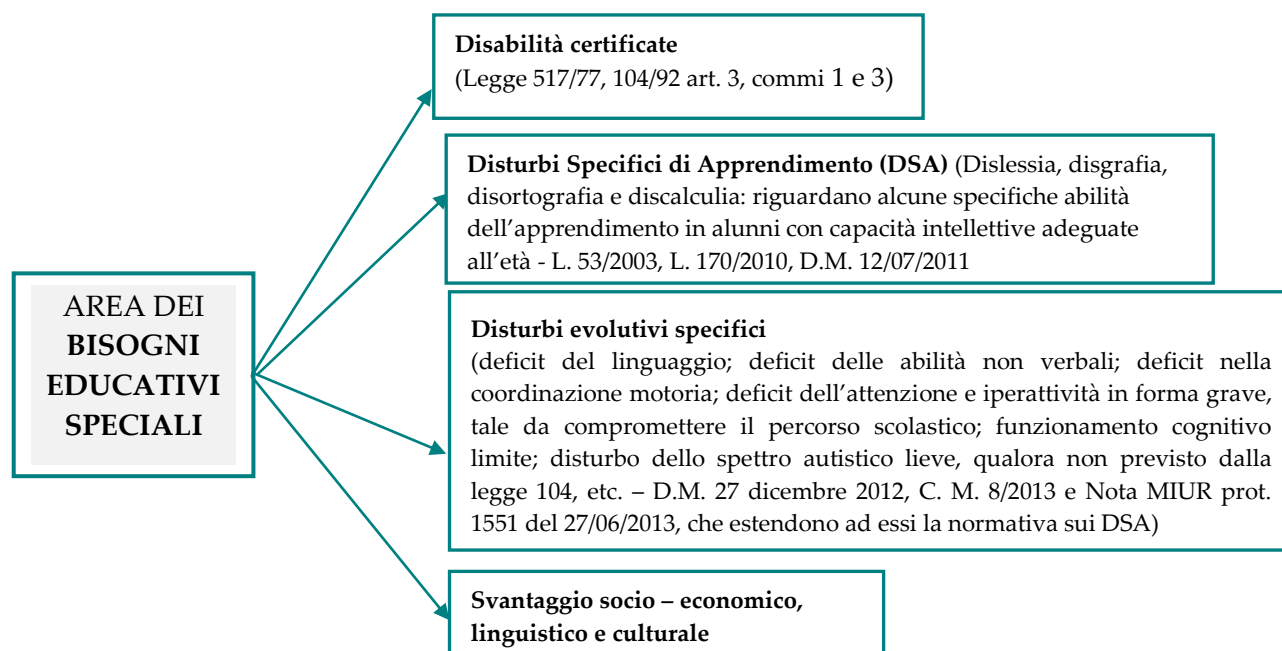 Disabilità certificate
(Legge 517/77, 104/92 art. 3, commi 1 e 3)
Disturbi Specifici di Apprendimento (DSA) (Dislessia, disgrafia,
disortografia e discalculia: riguardano alcune specifiche abilità
dell’apprendimento in alunni con capacità intellettive adeguate
all’età - L. 53/2003, L. 170/2010, D.M. 12/07/2011
AREA DEI
BISOGNI
EDUCATIVI
SPECIALI
Disturbi evolutivi specifici
(deficit del linguaggio; deficit delle abilità non verbali; deficit nella
coordinazione motoria; deficit dell’attenzione e iperattività in forma grave,
tale da compromettere il percorso scolastico; funzionamento cognitivo
limite; disturbo dello spettro autistico lieve, qualora non previsto dalla
legge 104, etc. – D.M. 27 dicembre 2012, C. M. 8/2013 e Nota MIUR prot.
1551 del 27/06/2013, che estendono ad essi la normativa sui DSA)
Svantaggio socio – economico,
linguistico e culturale